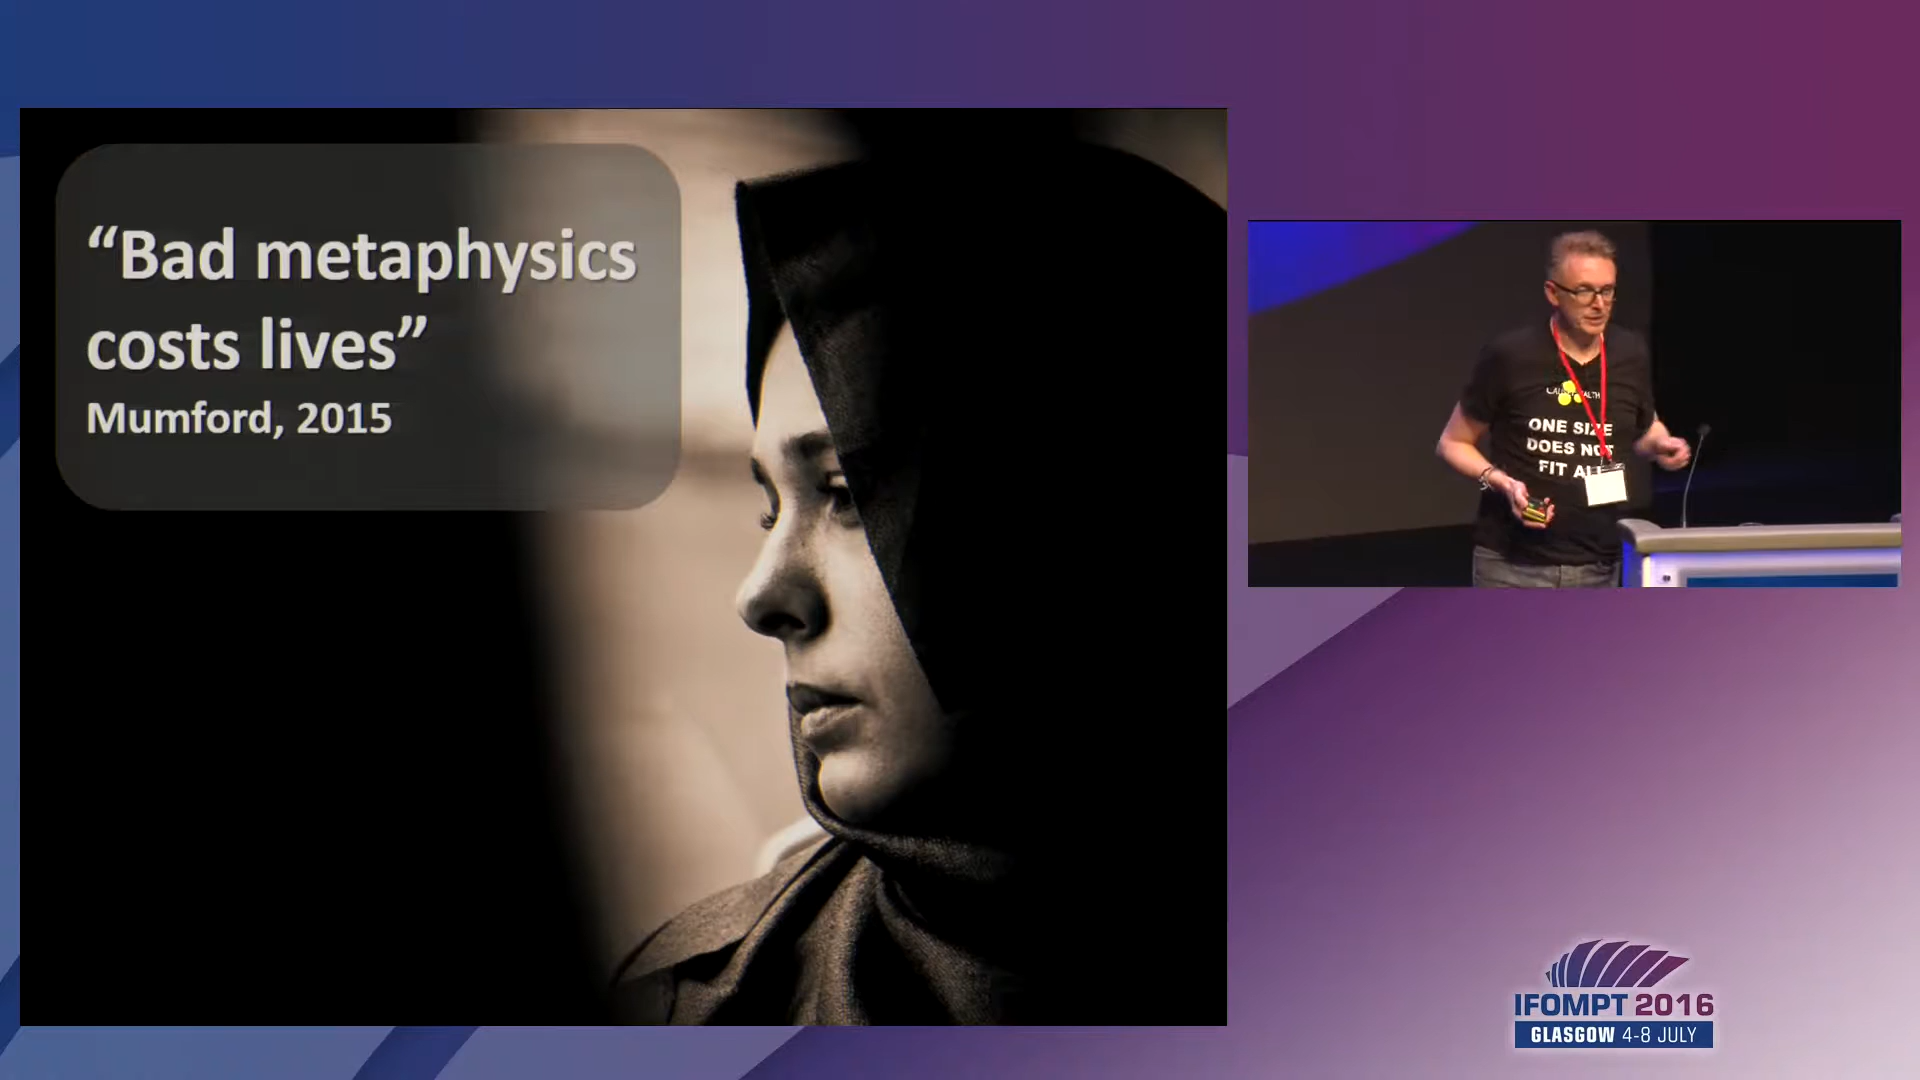 “Bad metaphysics
costs lives”
Mumford, 2015
ONE SIZE
DOES NOT
FIT ALL
IFOMPT 2016
GLASGOW 4-8 JULY